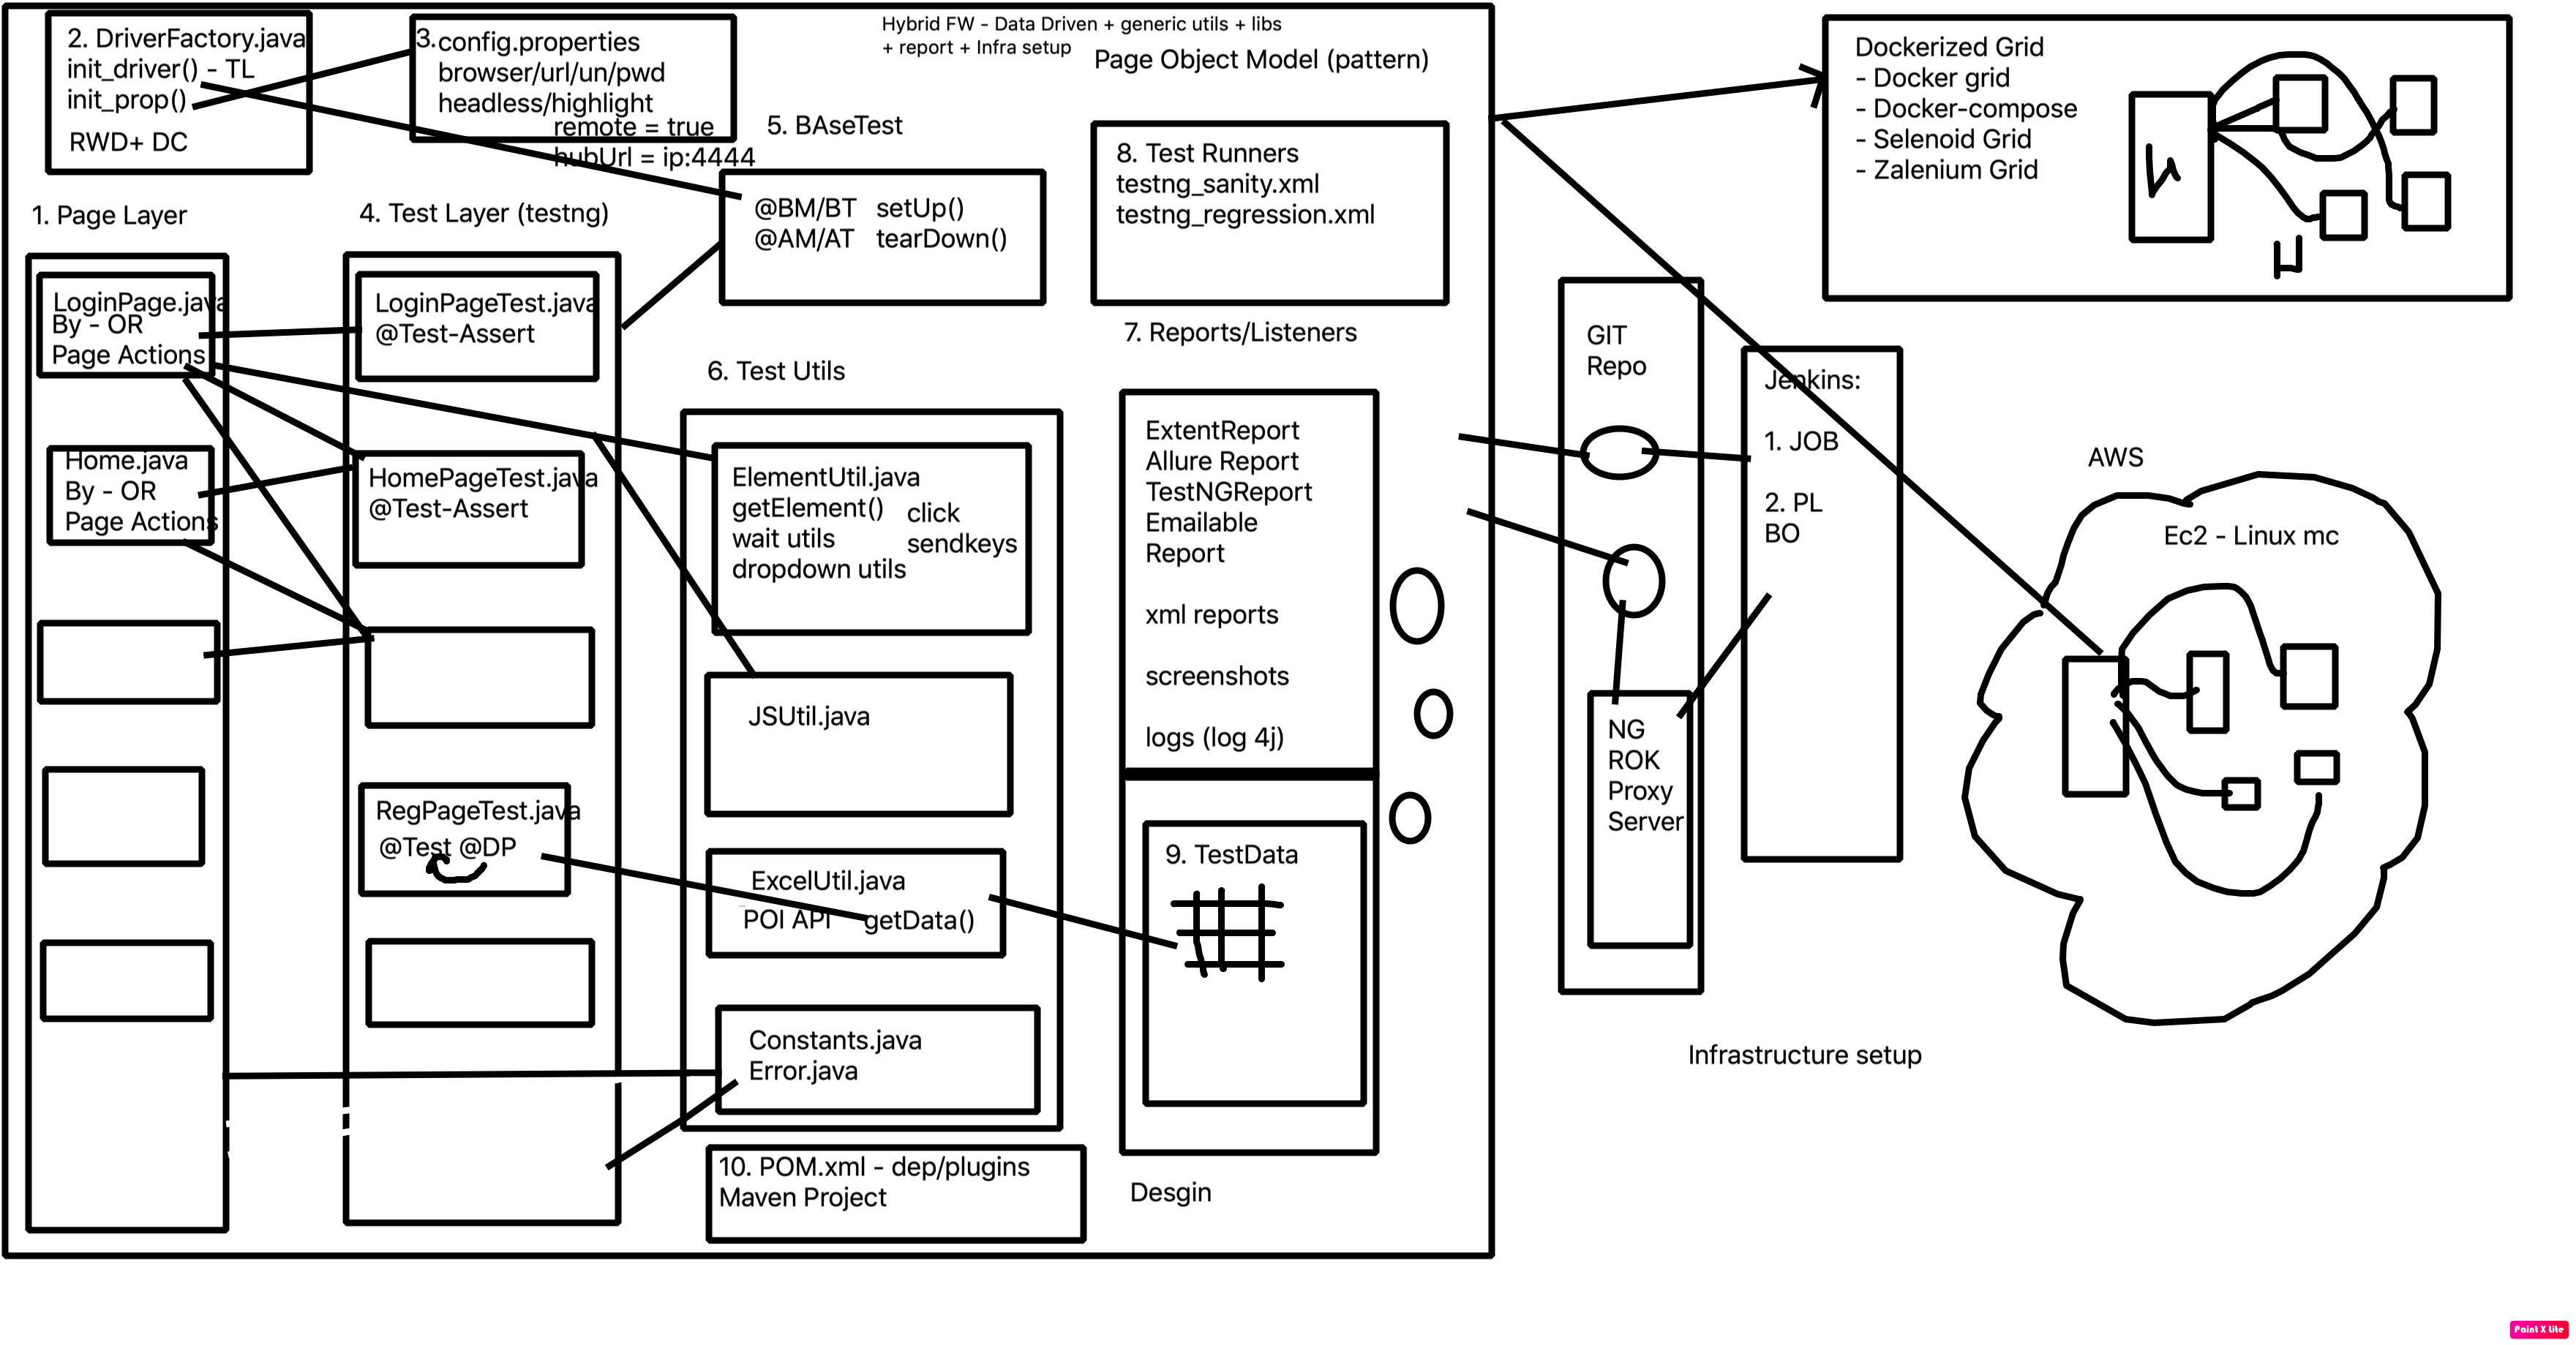 Hybrid FW - Data Driven + generic utils + libs
+ report + Infra setup
Page Object Model (pattern)
2. DriverFactory.java
init_driver() - TL
init_prop()
RWD+ DC
3.
config.properties
browser/url/un/pwd
headless/highlight
remote = true
hubUrl = ip:4444
1. Page Layer
LoginPage.java
By - OR
Page Actions
Home.java
By - OR
Page Actions
4. Test Layer (testng)
LoginPageTest.java
@Test-Assert
HomePageTest.java
@Test-Assert
RegPageTest.java
@Test @DP
5. BAseTest
@BM/BT setUp()
@AM/AT tearDown()
6. Test Utils
ElementUtil.java
getElement()
wait utils
dropdown utils
click
sendkeys
JSUtil.java
ExcelUtil.java
POI API getData()
Constants.java
Error.java
10. POM.xml - dep/plugins
Maven Project
8. Test Runners
testng_sanity.xml
testng_regression.xml
7. Reports/Listeners
ExtentReport
Allure Report
TestNGReport
Emailable
Report
xml reports
screenshots
logs (log 4j)
9. TestData
Desgin
GIT
Repo
NG
ROK
Proxy
Server
Jenkins:
1. JOB
2. PL
BO
Infrastructure setup
Dockerized Grid
- Docker grid
- Docker-compose
- Selenoid Grid
- Zalenium Grid
AWS
Ec2 - Linux mc
Paint X Lite